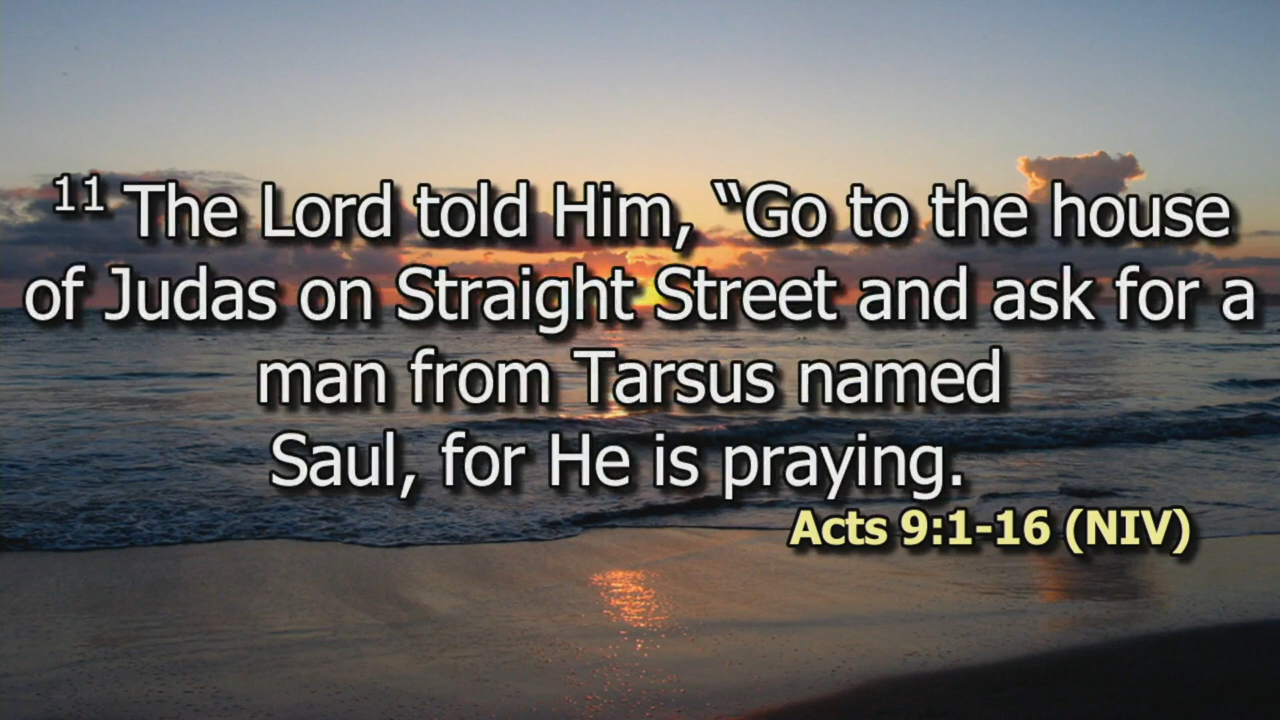 11 The Lord told Him, “Go to the house
of Judas on Straight Street and ask for a
man from Tarsus named
Saul, for He is praying.
Acts 9:1-16 (NIV)